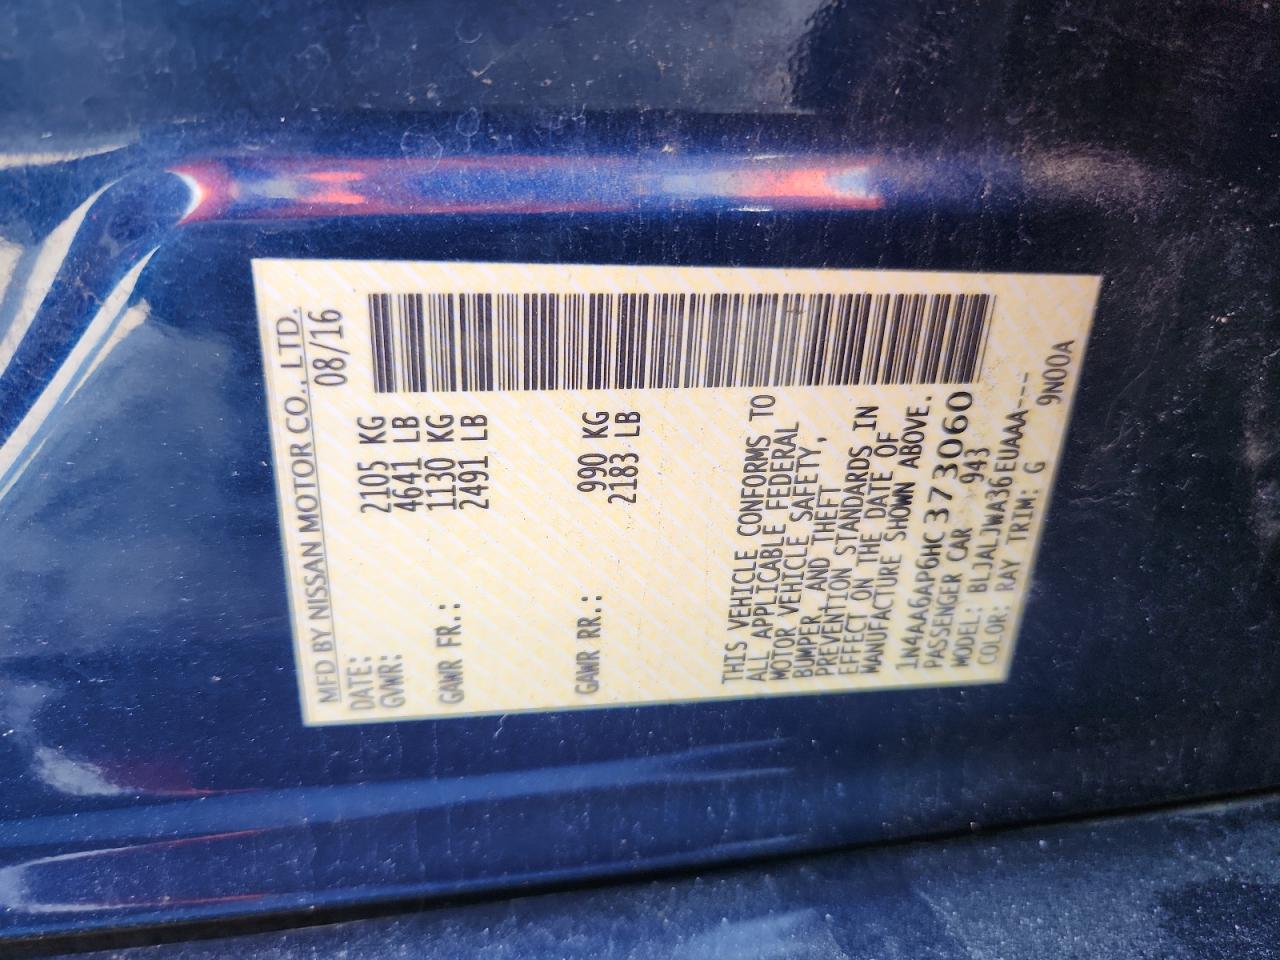 MFD BY NISSAN MOTOR CO., LTD.
DATE: 08/16
GVWR: 2105 KG
4641 LB
GAWR FR.: 1130 KG
2491 LB
GAWR RR.: 990 KG
2183 LB
THIS VEHICLE CONFORMS TO
ALL APPLICABLE FEDERAL
MOTOR VEHICLE SAFETY,
BUMPER, AND THEFT
PREVENTION STANDARDS IN
EFFECT ON THE DATE OF
MANUFACTURE SHOWN ABOVE.
1N4AA6AP6HC373060
PASSENGER CAR 943
MODEL: BLJALJWA36EUAAA---
COLOR: RAY TRIM: G 9N00A